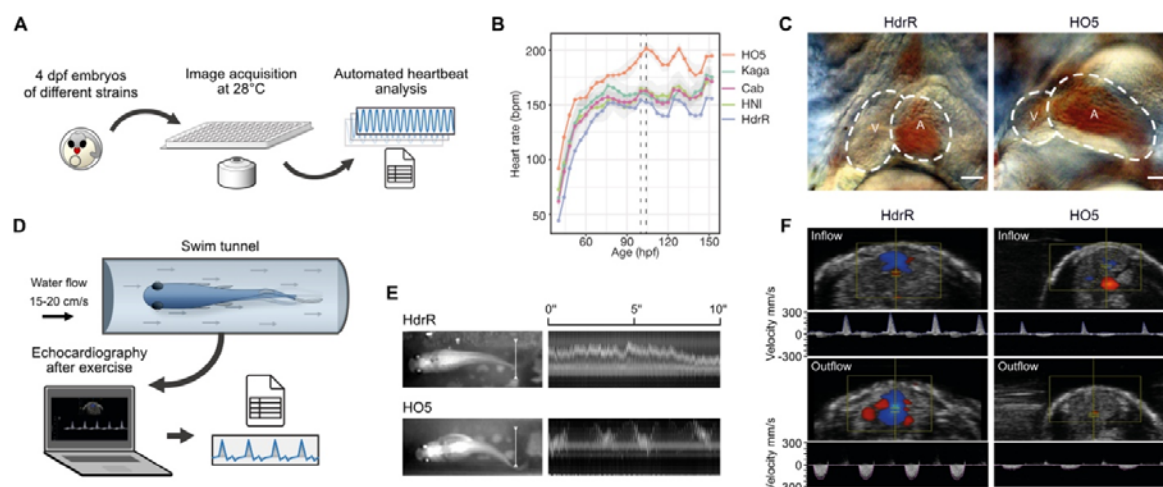 A
4 dpf embryos
of different strains
Image acquisition
at 28°C
Automated heartbeat
analysis
B
Heart rate (bpm)
200
150
100
50
60
90
120
150
Age (hpf)
HO5
Kaga
Cab
HNI
HdrR
C
HdrR
HO5
V
A
V
A
D
Swim tunnel
Water flow
15-20 cm/s
Echocardiography
after exercise
E
0"
5"
10"
HdrR
HO5
F
HdrR
HO5
Inflow
Inflow
Velocity mm/s
300
-300
Outflow
Outflow
Velocity mm/s
300
0
-300